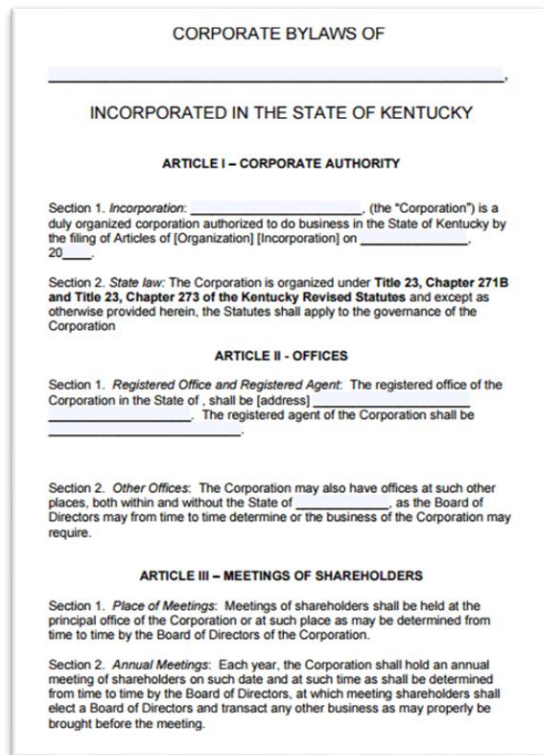 CORPORATE BYLAWS OF
____________________________________________,
INCORPORATED IN THE STATE OF KENTUCKY
ARTICLE I – CORPORATE AUTHORITY
Section 1. Incorporation: ______________________, (the "Corporation") is a
duly organized corporation authorized to do business in the State of Kentucky by
the filing of Articles of [Organization] [Incorporation] on ______________,
20____.
Section 2. State law: The Corporation is organized under Title 23, Chapter 271B
and Title 23, Chapter 273 of the Kentucky Revised Statutes and except as
otherwise provided herein, the Statutes shall apply to the governance of the
Corporation
ARTICLE II - OFFICES
Section 1. Registered Office and Registered Agent: The registered office of the
Corporation in the State of , shall be [address] ____________________
__________________. The registered agent of the Corporation shall be
________________________.
Section 2. Other Offices: The Corporation may also have offices at such other
places, both within and without the State of ____________, as the Board of
Directors may from time to time determine or the business of the Corporation may
require.
ARTICLE III – MEETINGS OF SHAREHOLDERS
Section 1. Place of Meetings: Meetings of shareholders shall be held at the
principal office of the Corporation or at such place as may be determined from
time to time by the Board of Directors of the Corporation.
Section 2. Annual Meetings: Each year, the Corporation shall hold an annual
meeting of shareholders on such date and at such time as shall be determined
from time to time by the Board of Directors, at which meeting shareholders shall
elect a Board of Directors and transact any other business as may properly be
brought before the meeting.